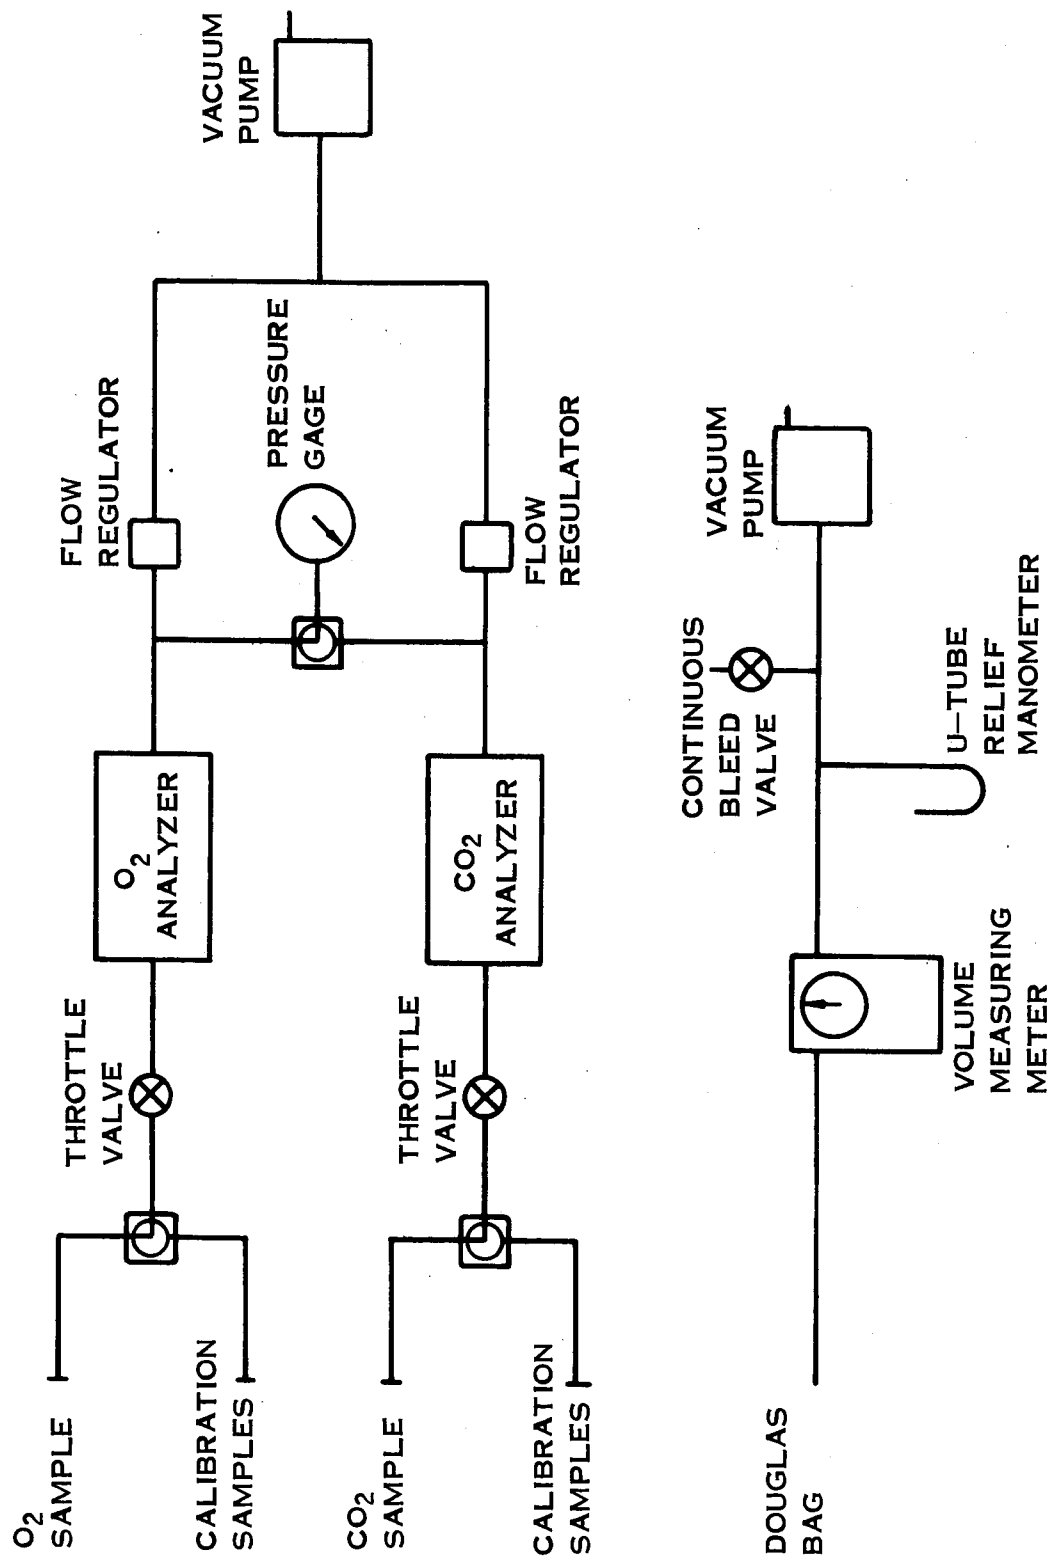 O2
SAMPLE
CALIBRATION
SAMPLES
THROTTLE
VALVE
O2
ANALYZER
FLOW
REGULATOR
PRESSURE
GAGE
VACUUM
PUMP
CO2
SAMPLE
CALIBRATION
SAMPLES
THROTTLE
VALVE
CO2
ANALYZER
FLOW
REGULATOR
DOUGLAS
BAG
VOLUME
MEASURING
METER
CONTINUOUS
BLEED
VALVE
U-TUBE
RELIEF
MANOMETER
VACUUM
PUMP